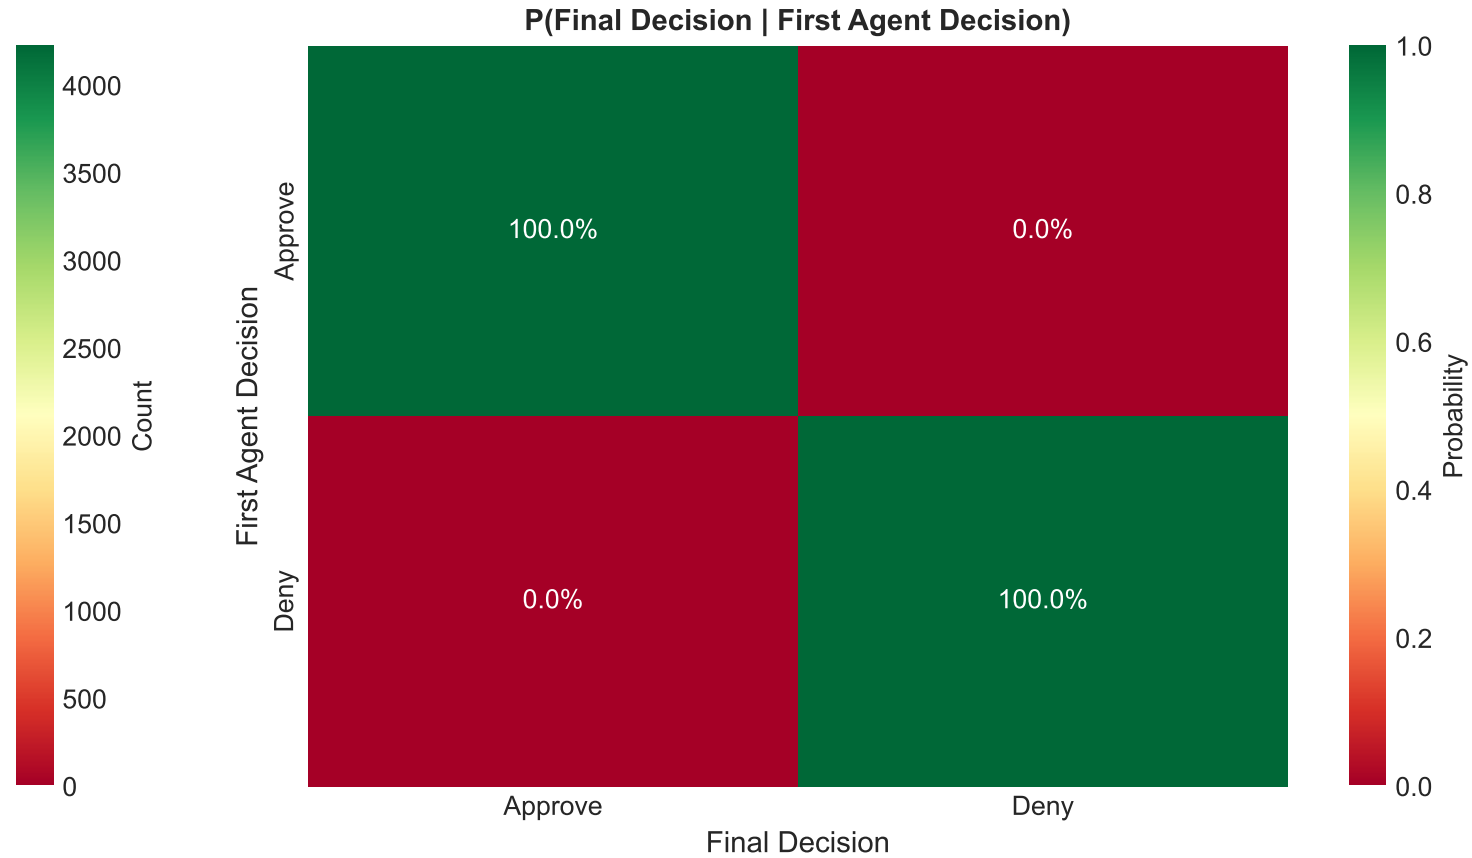 P(Final Decision | First Agent Decision)
4000
3500
3000
2500
2000
1500
1000
500
0
Count
First Agent Decision
Approve
Deny
100.0%
0.0%
0.0%
100.0%
Approve
Deny
Final Decision
1.0
0.8
0.6
0.4
0.2
0.0
Probability